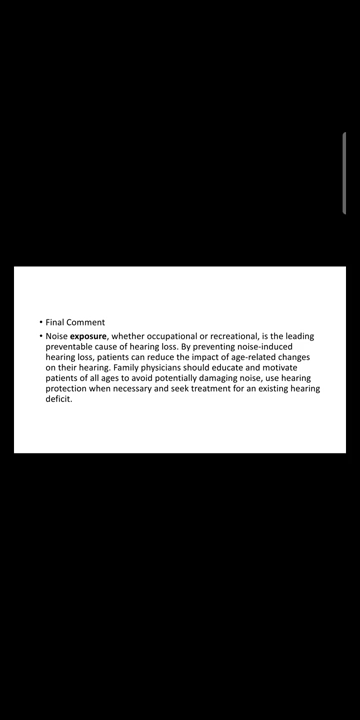 • Final Comment
• Noise exposure, whether occupational or recreational, is the leading
preventable cause of hearing loss. By preventing noise-induced
hearing loss, patients can reduce the impact of age-related changes
on their hearing. Family physicians should educate and motivate
patients of all ages to avoid potentially damaging noise, use hearing
protection when necessary and seek treatment for an existing hearing
deficit.